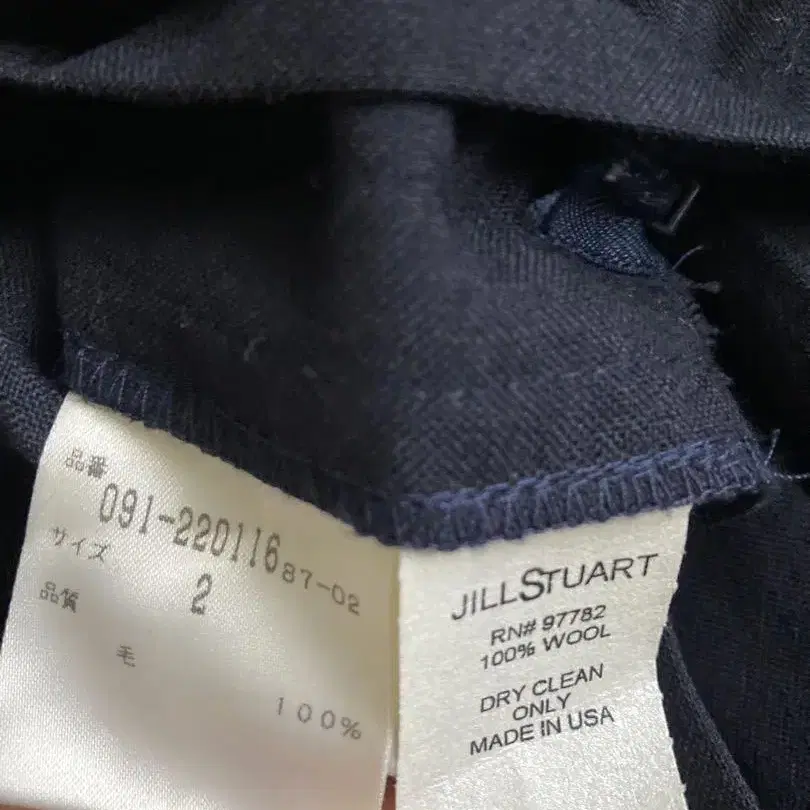 品番
091-220116 87-02
サイズ 2
品質
毛 100%
JILLSTUART
RN# 97782
100% WOOL
DRY CLEAN
ONLY
MADE IN USA